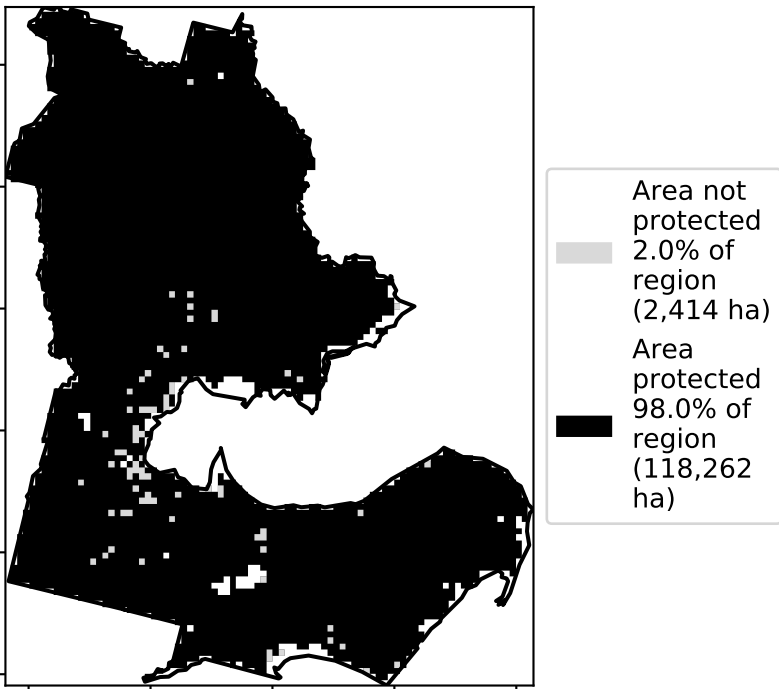 Area not
protected
2.0% of
region
(2,414 ha)
Area
protected
98.0% of
region
(118,262
ha)